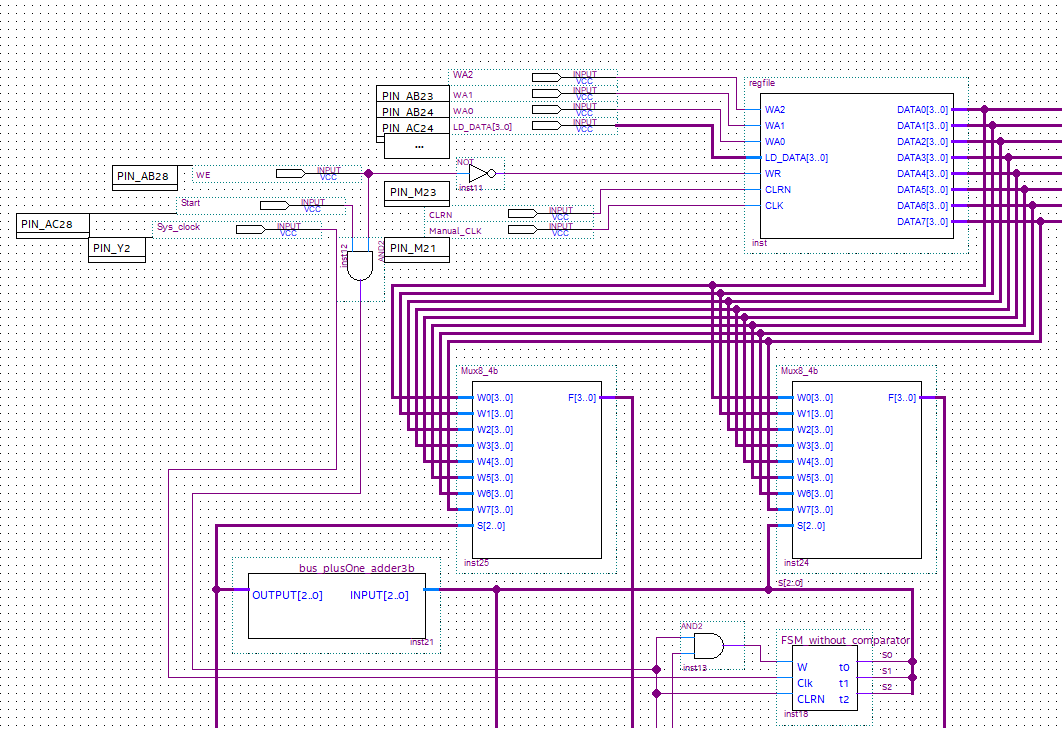 WA2
INPUT
VCC
PIN_AB23
WA1
INPUT
VCC
PIN_AB24
WA0
INPUT
VCC
PIN_AC24
LD_DATA[3..0]
INPUT
VCC
...
regfile
WA2
DATA0[3..0]
WA1
DATA1[3..0]
WA0
DATA2[3..0]
LD_DATA[3..0]
DATA3[3..0]
WR
DATA4[3..0]
CLRN
DATA5[3..0]
CLK
DATA6[3..0]
DATA7[3..0]
inst
PIN_AB28
WE
INPUT
VCC
NOT
inst11
PIN_M23
Start
INPUT
VCC
CLRN
INPUT
VCC
PIN_AC28
Sys_clock
INPUT
VCC
Manual_CLK
INPUT
VCC
PIN_Y2
PIN_M21
inst12
AND2
Mux8_4b
W0[3..0]
F[3..0]
W1[3..0]
W2[3..0]
W3[3..0]
W4[3..0]
W5[3..0]
W6[3..0]
W7[3..0]
S[2..0]
inst25
Mux8_4b
W0[3..0]
F[3..0]
W1[3..0]
W2[3..0]
W3[3..0]
W4[3..0]
W5[3..0]
W6[3..0]
W7[3..0]
S[2..0]
inst24
bus_plusOne_adder3b
OUTPUT[2..0]
INPUT[2..0]
inst21
S[2..0]
AND2
inst13
FSM_without_comparator
W
t0
S0
Clk
t1
S1
CLRN
t2
S2
inst18